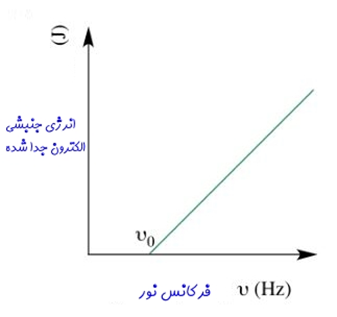 (J)
انرژی جنبشی
الکترون جدا شده
υ₀
فرکانس نور υ (Hz)